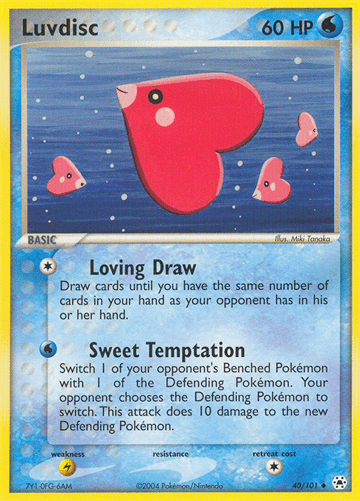 Luvdisc 60 HP
BASIC
Illus. Miki Tanaka
Loving Draw
Draw cards until you have the same number of
cards in your hand as your opponent has in his
or her hand.
Sweet Temptation
Switch 1 of your opponent's Benched Pokémon
with 1 of the Defending Pokémon. Your
opponent chooses the Defending Pokémon to
switch. This attack does 10 damage to the new
Defending Pokémon.
weakness resistance retreat cost
7Y1-0FG-6AM ©2004 Pokémon/Nintendo 40/101